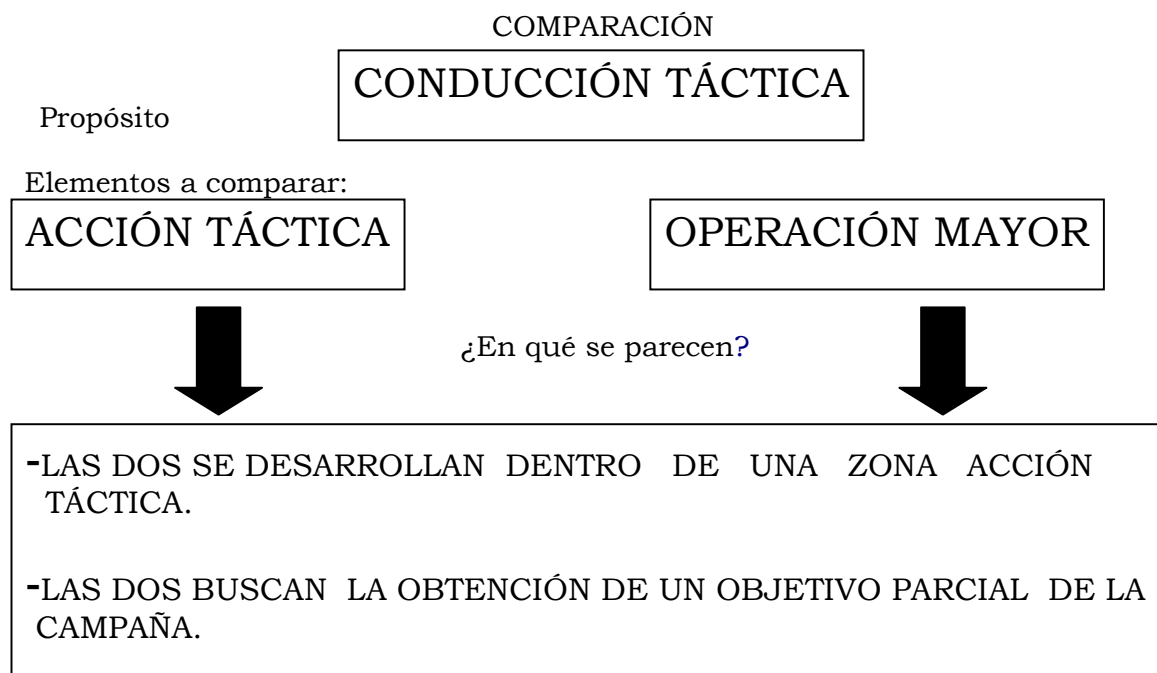 COMPARACIÓN
CONDUCCIÓN TÁCTICA
Propósito
Elementos a comparar:
ACCIÓN TÁCTICA
OPERACIÓN MAYOR
¿En qué se parecen?
-LAS DOS SE DESARROLLAN DENTRO DE UNA ZONA ACCIÓN
TÁCTICA.
-LAS DOS BUSCAN LA OBTENCIÓN DE UN OBJETIVO PARCIAL DE LA
CAMPAÑA.